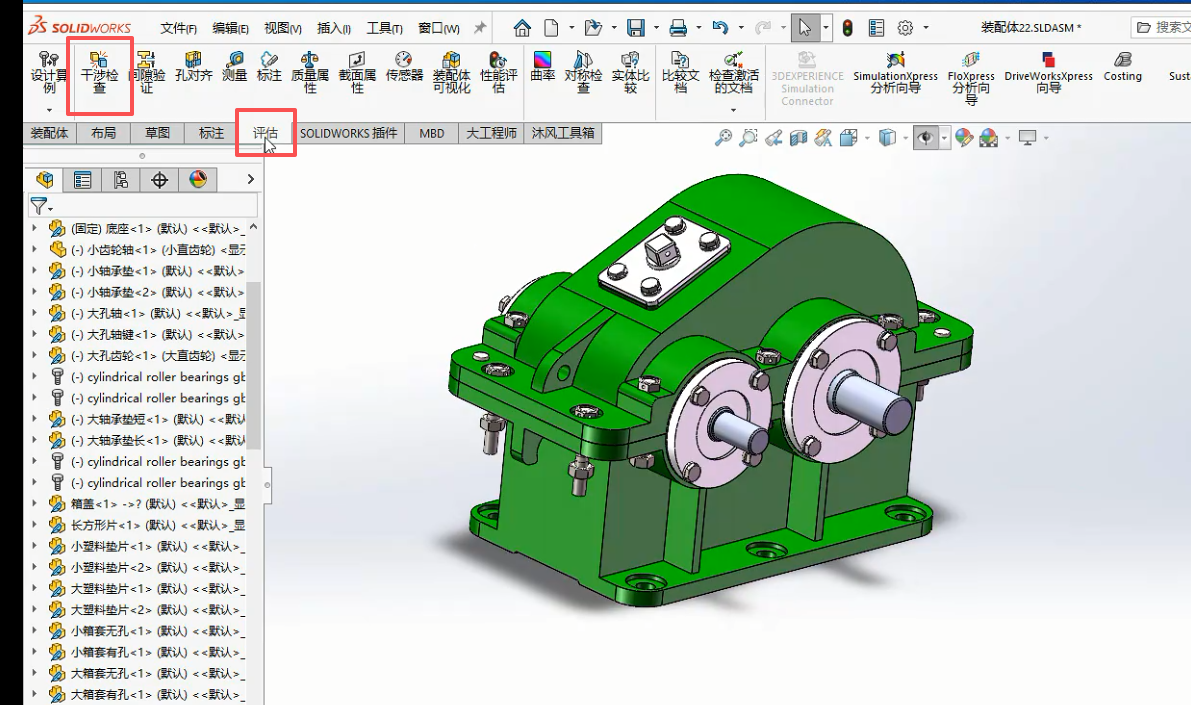 SOLIDWORKS 文件(F) 编辑(E) 视图(V) 插入(I) 工具(T) 窗口(W) 装配体22.SLDASM * 搜索文
设计算例 干涉检查 间隙验证 孔对齐 测量 标注 质量属性 截面属性 传感器 装配体可视化 性能评估 曲率 对称检查 实体比较 比较文档 检查激活的文档 3DEXPERIENCE Simulation Connector SimulationXpress 分析向导 FloXpress 分析向导 DriveWorksXpress 向导 Costing Sust
装配体 布局 草图 标注 评估 SOLIDWORKS 插件 MBD 大工程师 沐风工具箱
(固定) 底座<1> (默认) <<默认>_
(-) 小齿轮轴<1> (小直齿轮) <显示
(-) 小轴承垫<1> (默认) <<默认>
(-) 小轴承垫<2> (默认) <<默认>
(-) 大孔轴<1> (默认) <<默认>_显
(-) 大孔轴键<1> (默认) <<默认>
(-) 大孔齿轮<1> (大直齿轮) <显示
(-) cylindrical roller bearings gb
(-) cylindrical roller bearings gb
(-) 大轴承垫短<1> (默认) <<默认
(-) 大轴承垫长<1> (默认) <<默认
(-) cylindrical roller bearings gb
(-) cylindrical roller bearings gb
箱盖<1> ->? (默认) <<默认>_显
长方形片<1> (默认) <<默认>_显
小塑料垫片<1> (默认) <<默认>_
小塑料垫片<2> (默认) <<默认>_
大塑料垫片<1> (默认) <<默认>_
大塑料垫片<2> (默认) <<默认>_
小箱套无孔<1> (默认) <<默认>_
小箱套有孔<1> (默认) <<默认>_
大箱套无孔<1> (默认) <<默认>_
大箱套有孔<1> (默认) <<默认>_